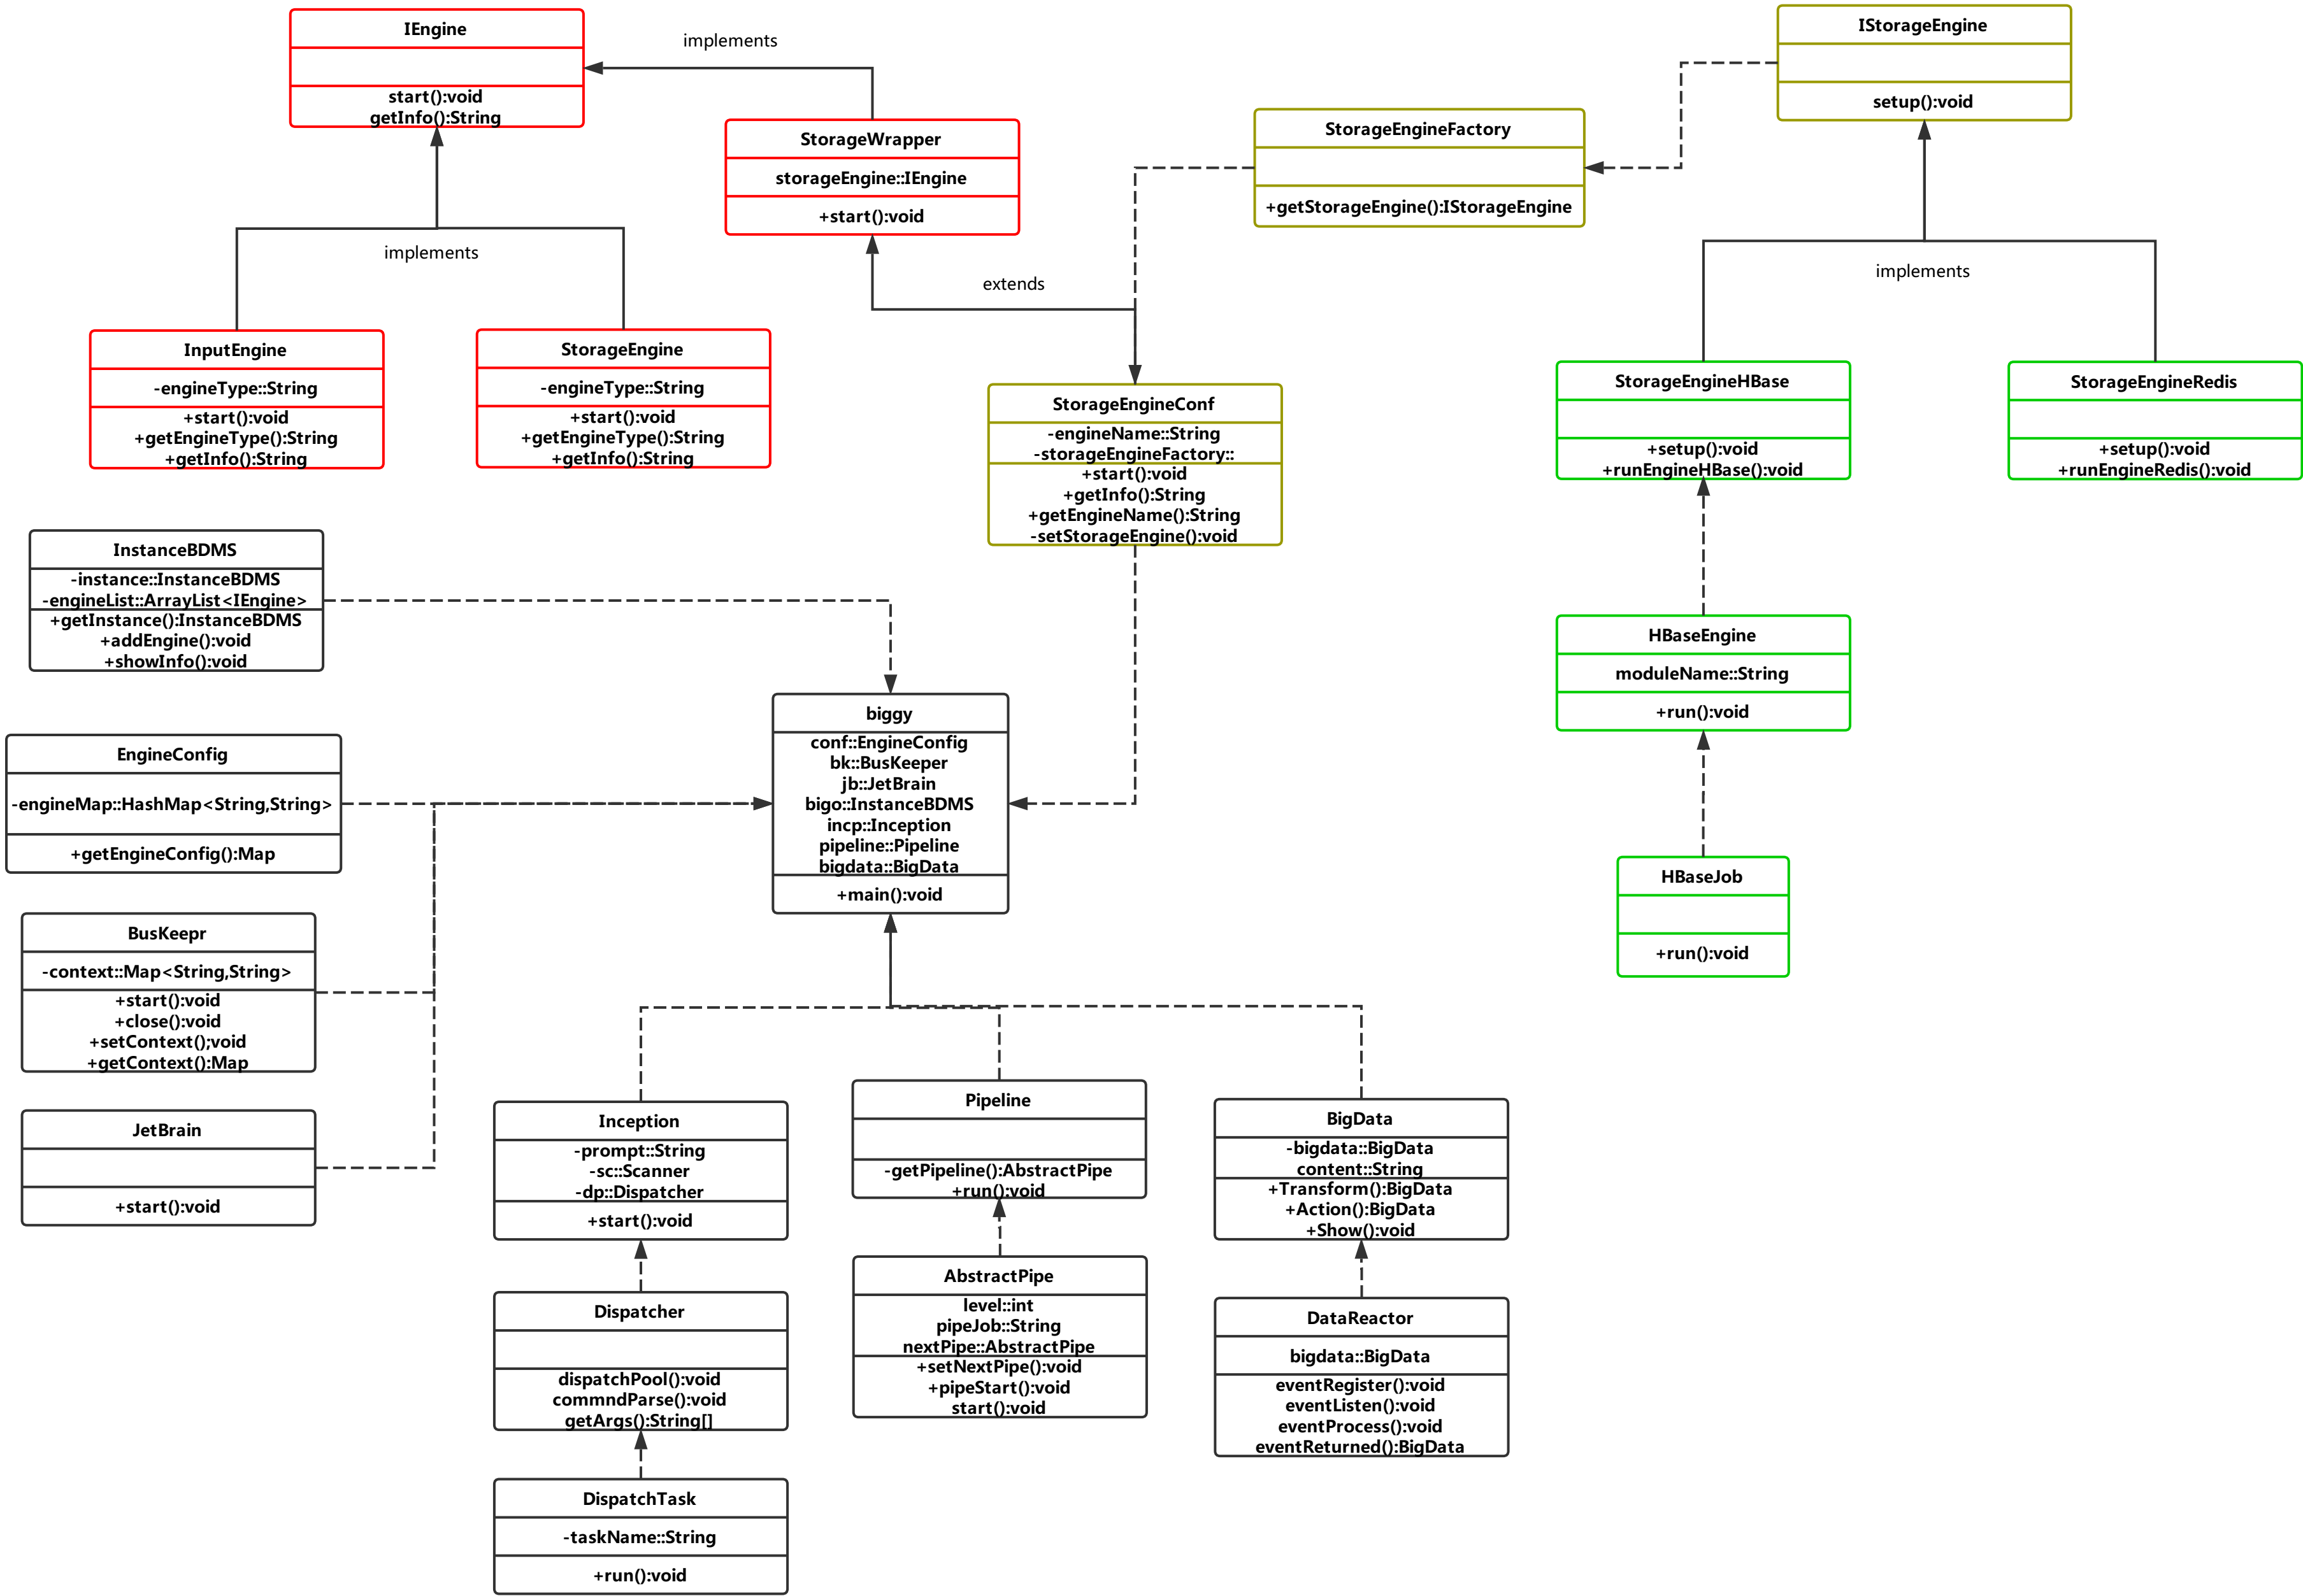 IEngine
start():void
getInfo():String
implements
StorageWrapper
storageEngine::IEngine
+start():void
implements
InputEngine
-engineType::String
+start():void
+getEngineType():String
+getInfo():String
StorageEngine
-engineType::String
+start():void
+getEngineType():String
+getInfo():String
extends
StorageEngineFactory
+getStorageEngine():IStorageEngine
IStorageEngine
setup():void
implements
StorageEngineConf
-engineName::String
-storageEngineFactory::
+start():void
+getInfo():String
+getEngineName():String
-setStorageEngine():void
StorageEngineHBase
+setup():void
+runEngineHBase():void
StorageEngineRedis
+setup():void
+runEngineRedis():void
HBaseEngine
moduleName::String
+run():void
HBaseJob
+run():void
InstanceBDMS
-instance::InstanceBDMS
-engineList::ArrayList<IEngine>
+getInstance():InstanceBDMS
+addEngine():void
+showInfo():void
EngineConfig
-engineMap::HashMap<String,String>
+getEngineConfig():Map
BusKeepr
-context::Map<String,String>
+start():void
+close():void
+setContext();void
+getContext():Map
JetBrain
+start():void
biggy
conf::EngineConfig
bk::BusKeeper
jb::JetBrain
bigo::InstanceBDMS
incp::Inception
pipeline::Pipeline
bigdata::BigData
+main():void
Inception
-prompt::String
-sc::Scanner
-dp::Dispatcher
+start():void
Dispatcher
dispatchPool():void
commndParse():void
getArgs():String[]
DispatchTask
-taskName::String
+run():void
Pipeline
-getPipeline():AbstractPipe
+run():void
AbstractPipe
level::int
pipeJob::String
nextPipe::AbstractPipe
+setNextPipe():void
+pipeStart():void
start():void
BigData
-bigdata::BigData
content::String
+Transform():BigData
+Action():BigData
+Show():void
DataReactor
bigdata::BigData
eventRegister():void
eventListen():void
eventProcess():void
eventReturned():BigData